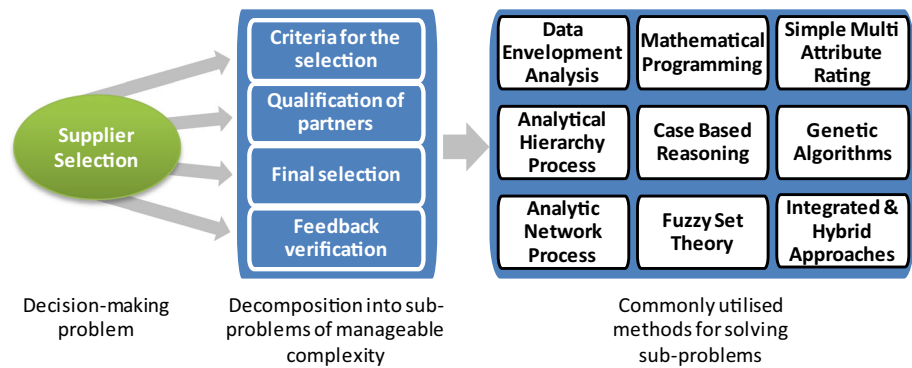 Supplier
Selection
Criteria for the
selection
Qualification of
partners
Final selection
Feedback
verification
Data
Envelopment
Analysis
Mathematical
Programming
Simple Multi
Attribute
Rating
Analytical
Hierarchy
Process
Case Based
Reasoning
Genetic
Algorithms
Analytic
Network
Process
Fuzzy Set
Theory
Integrated &
Hybrid
Approaches
Decision-making
problem
Decomposition into sub-
problems of manageable
complexity
Commonly utilised
methods for solving
sub-problems